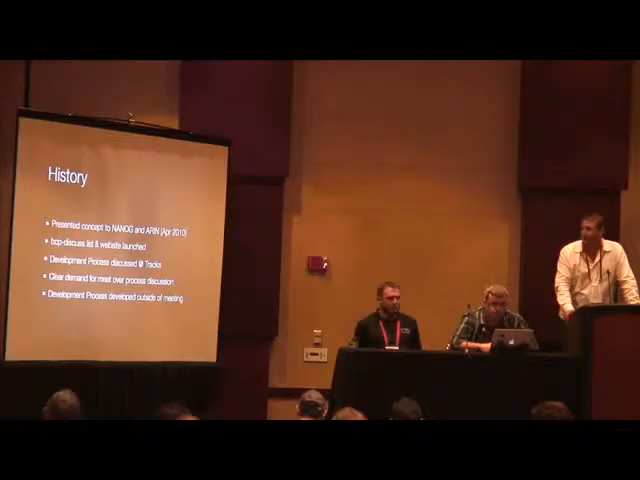 History
Presented concept to NANOG and ARIN (Apr 2010)
bcp-discuss list & website launched
Development Process discussed @ Tracks
Clear demand for meet over process discussion
Development Process developed outside of meeting